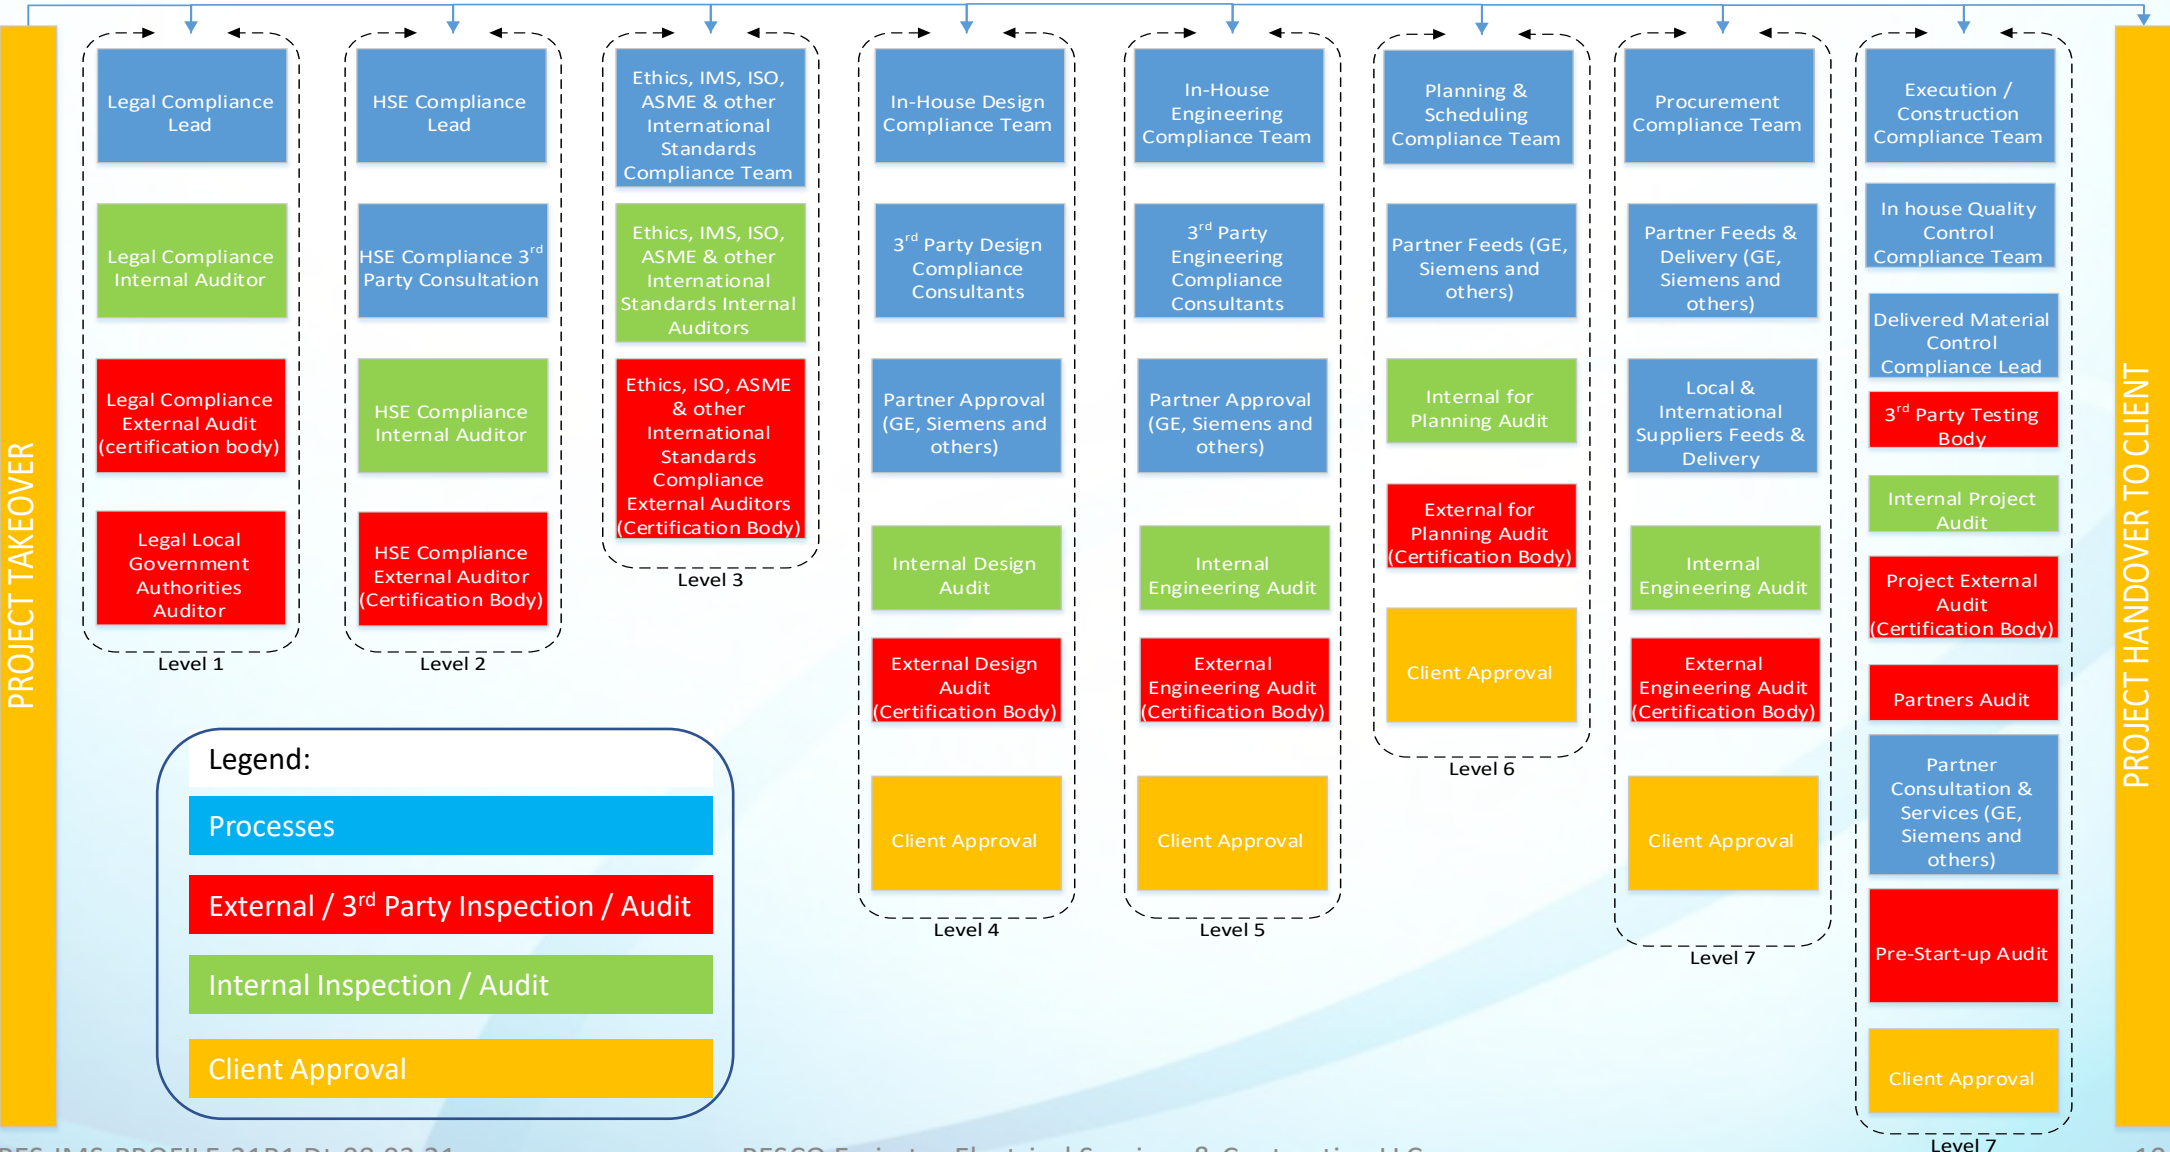 PROJECT TAKEOVER
Legal Compliance
Lead
Legal Compliance
Internal Auditor
Legal Compliance
External Audit
(certification body)
Legal Local
Government
Authorities
Auditor
Level 1
HSE Compliance
Lead
HSE Compliance 3rd
Party Consultation
HSE Compliance
Internal Auditor
HSE Compliance
External Auditor
(Certification Body)
Level 2
Ethics, IMS, ISO,
ASME & other
International
Standards
Compliance Team
Ethics, IMS, ISO,
ASME & other
International
Standards Internal
Auditors
Ethics, ISO, ASME
& other
International
Standards
Compliance
External Auditors
(Certification Body)
Level 3
In-House Design
Compliance Team
3rd Party Design
Compliance
Consultants
Partner Approval
(GE, Siemens and
others)
Internal Design
Audit
External Design
Audit
(Certification Body)
Client Approval
Level 4
In-House
Engineering
Compliance Team
3rd Party
Engineering
Compliance
Consultants
Partner Approval
(GE, Siemens and
others)
Internal
Engineering Audit
External
Engineering Audit
(Certification Body)
Client Approval
Level 5
Planning &
Scheduling
Compliance Team
Partner Feeds (GE,
Siemens and
others)
Internal for
Planning Audit
External for
Planning Audit
(Certification Body)
Client Approval
Level 6
Procurement
Compliance Team
Partner Feeds &
Delivery (GE,
Siemens and
others)
Local &
International
Suppliers Feeds &
Delivery
Internal
Engineering Audit
External
Engineering Audit
(Certification Body)
Client Approval
Level 7
Execution /
Construction
Compliance Team
In house Quality
Control
Compliance Team
Delivered Material
Control
Compliance Lead
3rd Party Testing
Body
Internal Project
Audit
Project External
Audit
(Certification Body)
Partners Audit
Partner
Consultation &
Services (GE,
Siemens and
others)
Pre-Start-up Audit
Client Approval
Level 7
PROJECT HANDOVER TO CLIENT
Legend:
Processes
External / 3rd Party Inspection / Audit
Internal Inspection / Audit
Client Approval